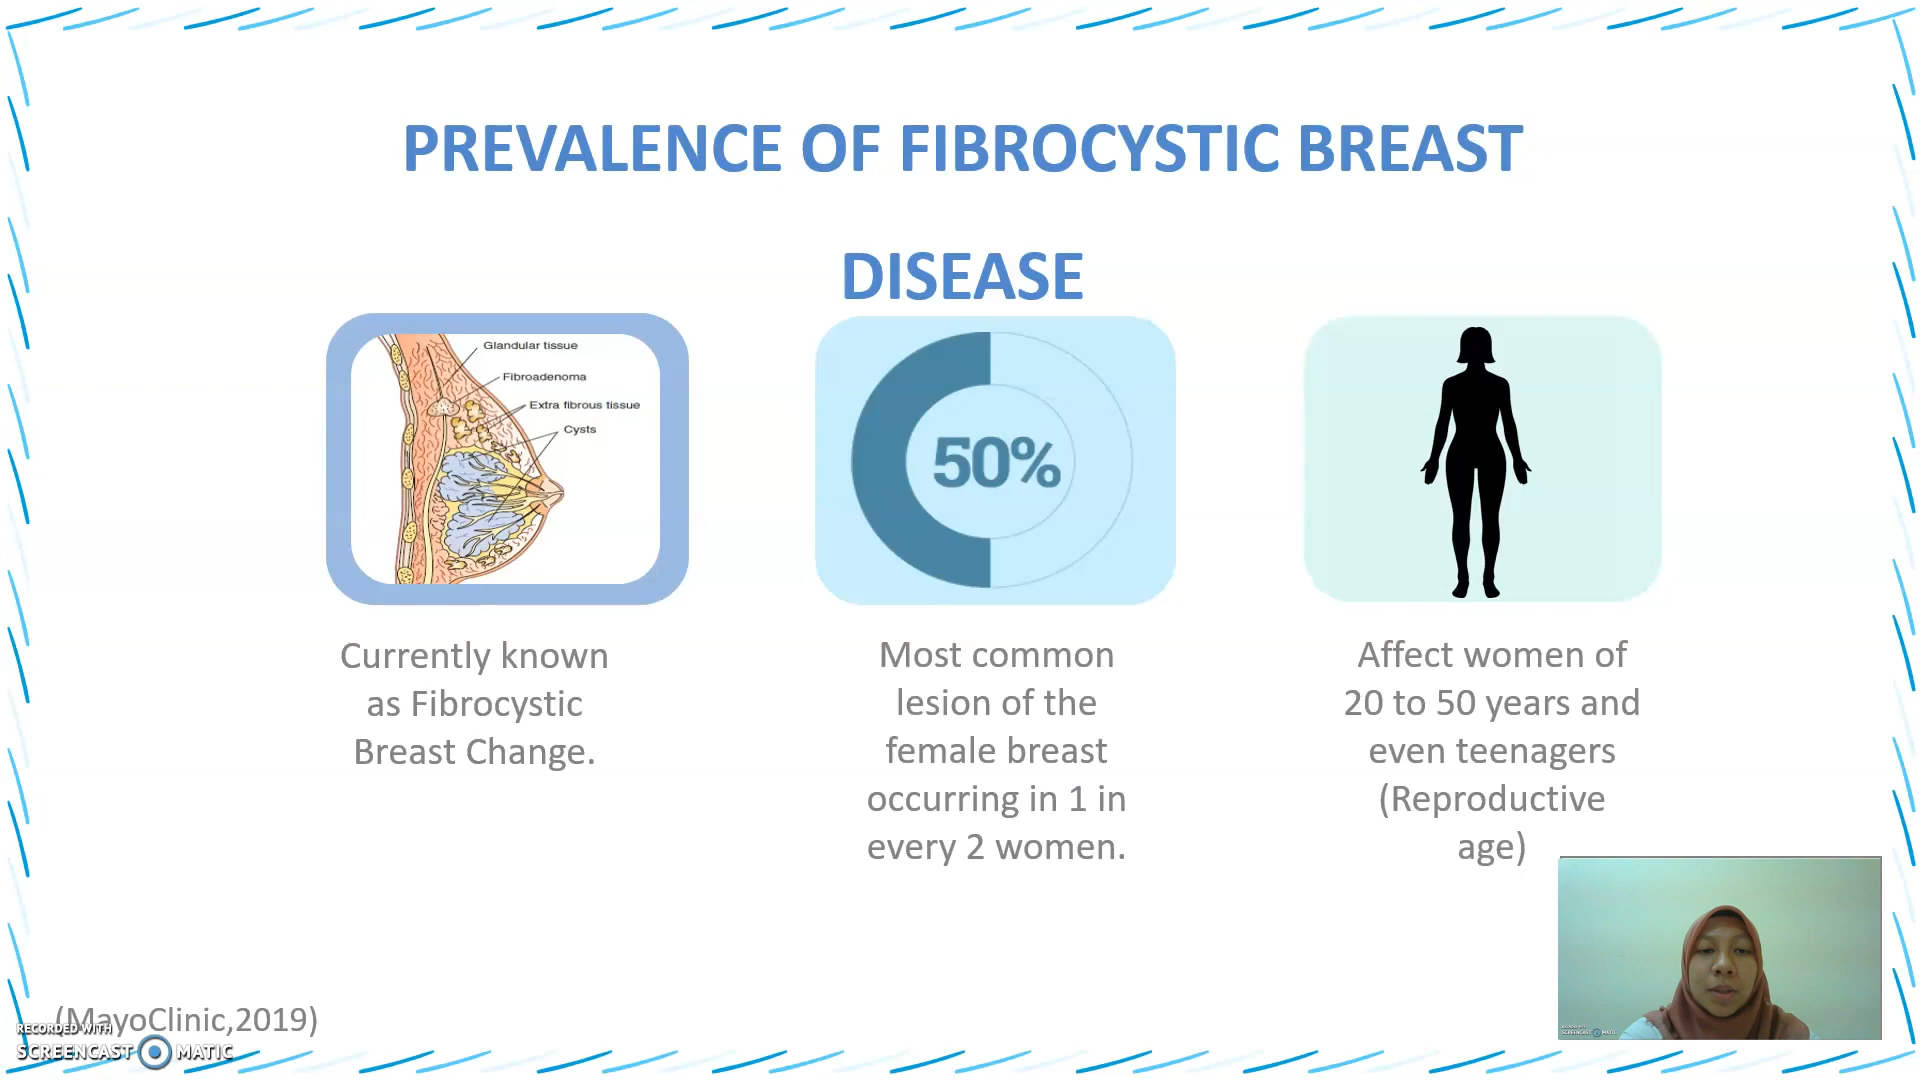 PREVALENCE OF FIBROCYSTIC BREAST
DISEASE
Glandular tissue
Fibroadenoma
Extra fibrous tissue
Cysts
50%
Currently known
as Fibrocystic
Breast Change.
Most common
lesion of the
female breast
occurring in 1 in
every 2 women.
Affect women of
20 to 50 years and
even teenagers
(Reproductive
age)
(MayoClinic,2019)
RECORDED WITH
SCREENCAST MATIC
SCREENCAST MATIC